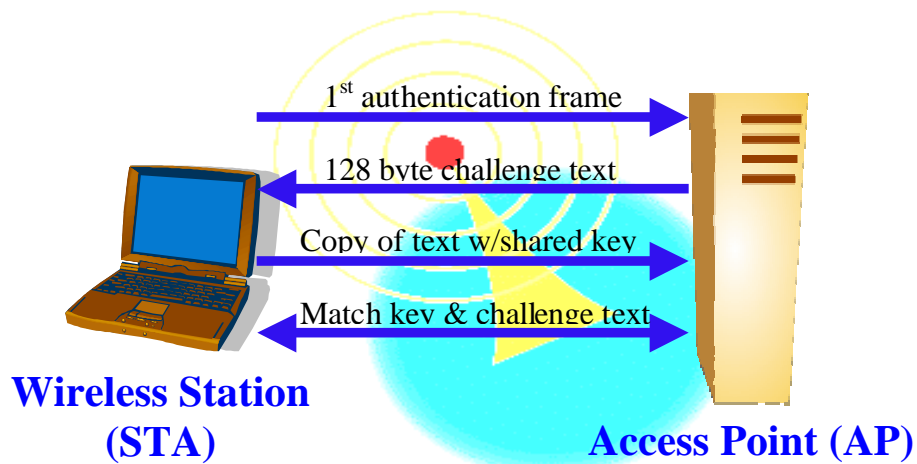 1st authentication frame
128 byte challenge text
Copy of text w/shared key
Match key & challenge text
Wireless Station
(STA)
Access Point (AP)